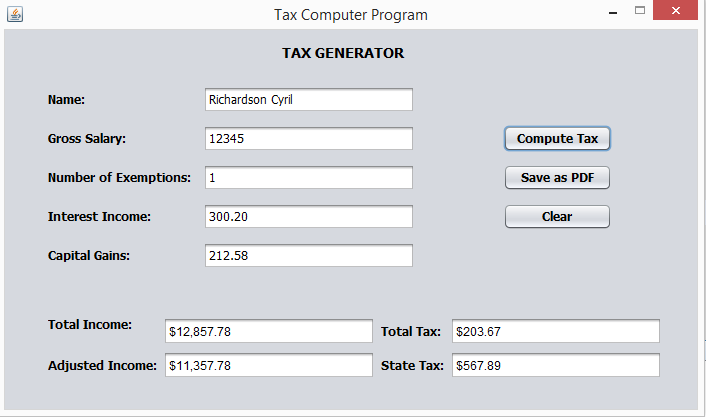 Tax Computer Program
TAX GENERATOR
Name: Richardson Cyril
Gross Salary: 12345 Compute Tax
Number of Exemptions: 1 Save as PDF
Interest Income: 300.20 Clear
Capital Gains: 212.58
Total Income: $12,857.78 Total Tax: $203.67
Adjusted Income: $11,357.78 State Tax: $567.89